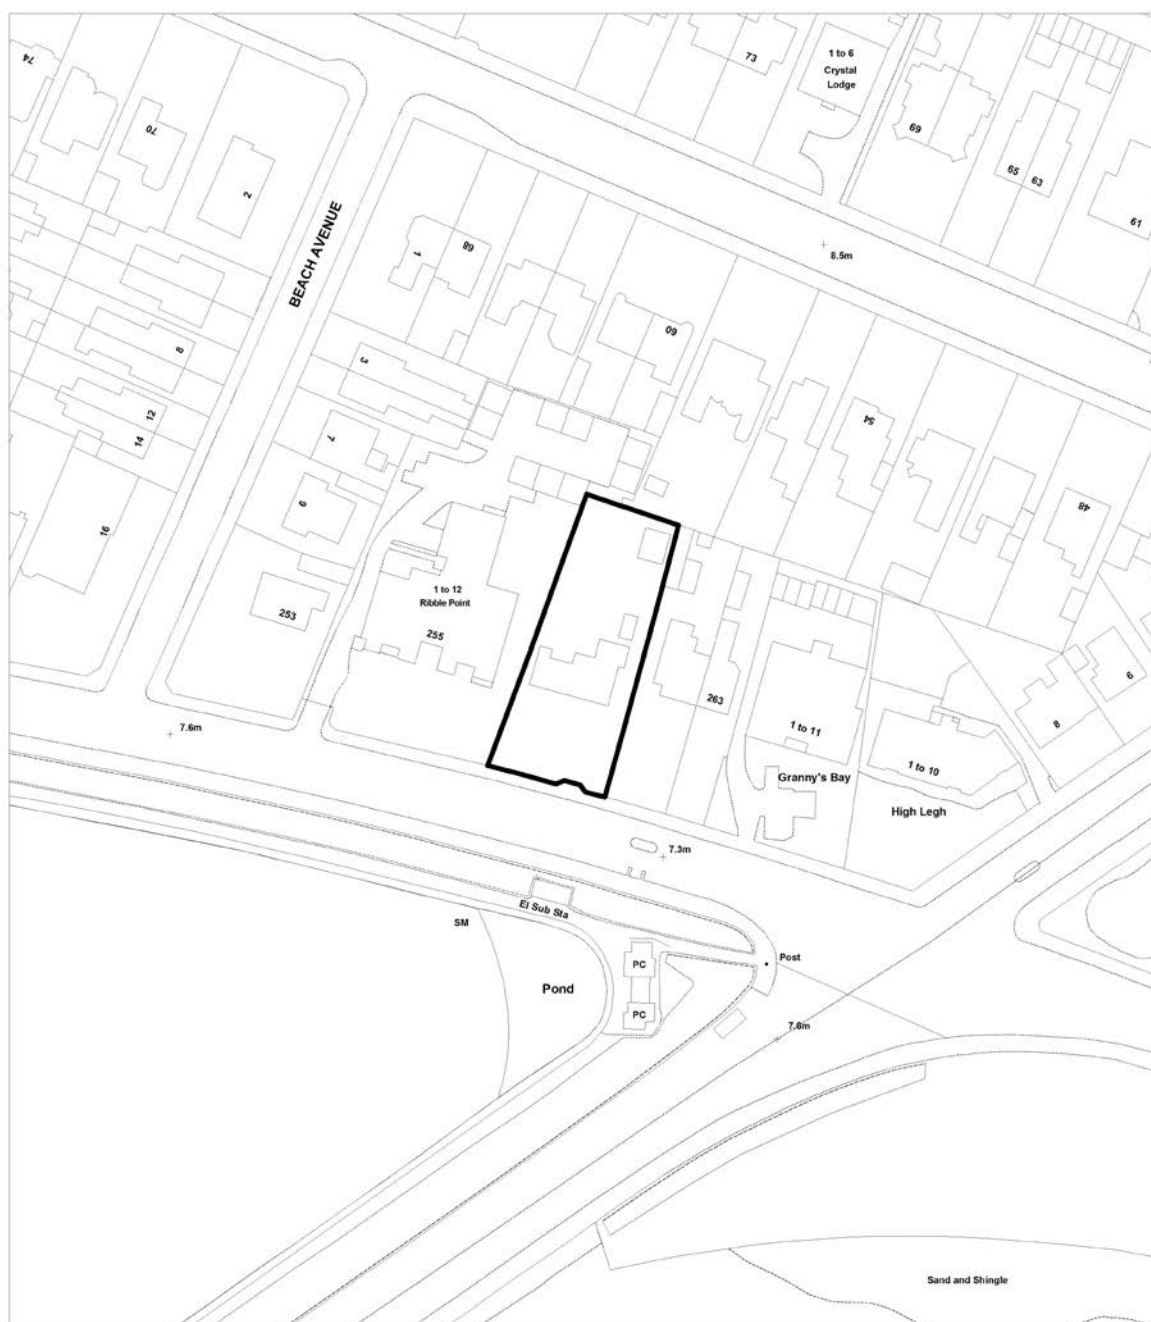 74
70
2
73
1 to 6
Crystal
Lodge
69
65
63
61
BEACH AVENUE
1
68
8.5m
60
8
3
12
14
7
54
16
9
48
1 to 12
Ribble Point
253
255
263
6
8
7.6m
1 to 11
1 to 10
Granny's Bay
High Legh
7.3m
El Sub Sta
SM
Post
PC
Pond
PC
7.6m
Sand and Shingle